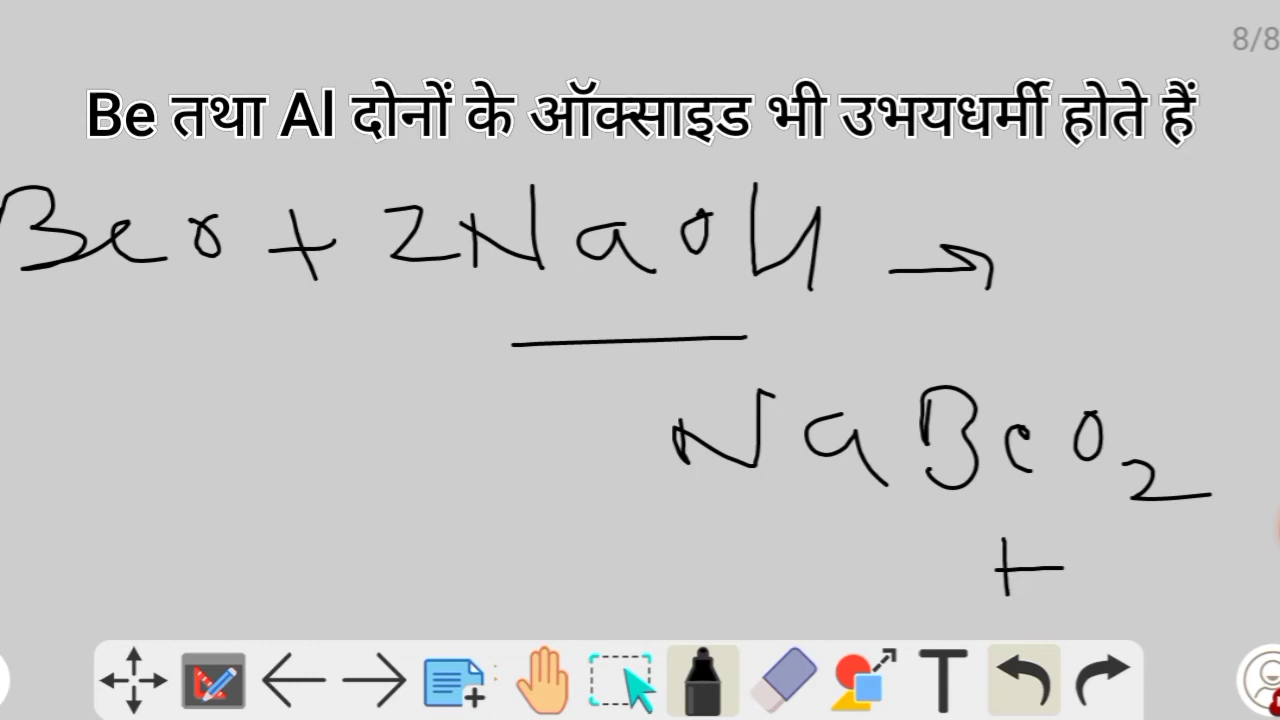 8/8
Be तथा Al दोनों के ऑक्साइड भी उभयधर्मी होते हैं
BeO + 2NaOH →
NaBeO₂
+
T